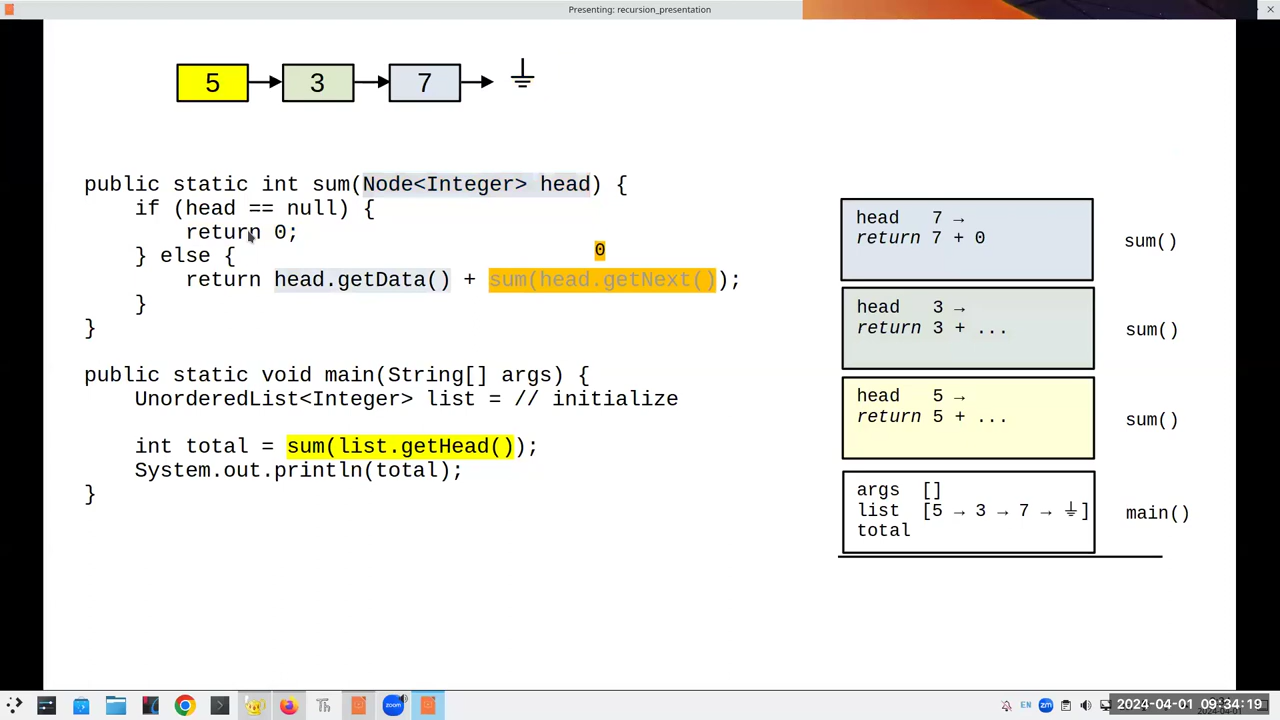 Presenting: recursion_presentation
5
3
7
public static int sum(Node<Integer> head) {
if (head == null) {
return 0;
} else {
0
return head.getData() + sum(head.getNext());
}
}
public static void main(String[] args) {
UnorderedList<Integer> list = // initialize
int total = sum(list.getHead());
System.out.println(total);
}
head 7 →
return 7 + 0
sum()
head 3 →
return 3 + ...
sum()
head 5 →
return 5 + ...
sum()
args []
list [5 → 3 → 7 → ⏚]
total
main()
Th
zoom
EN
zm
2024-04-01 09:34:19